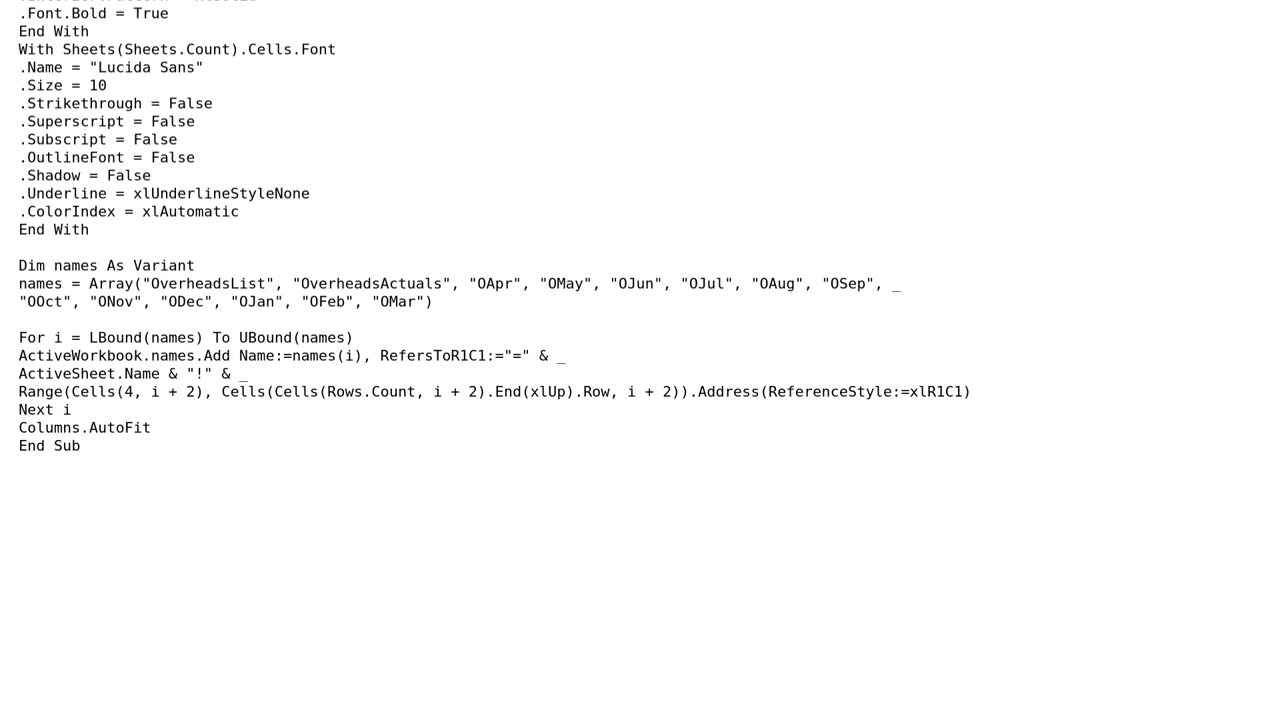 .Font.Bold = True
End With
With Sheets(Sheets.Count).Cells.Font
.Name = "Lucida Sans"
.Size = 10
.Strikethrough = False
.Superscript = False
.Subscript = False
.OutlineFont = False
.Shadow = False
.Underline = xlUnderlineStyleNone
.ColorIndex = xlAutomatic
End With
Dim names As Variant
names = Array("OverheadsList", "OverheadsActuals", "OApr", "OMay", "OJun", "OJul", "OAug", "OSep", _
"OOct", "ONov", "ODec", "OJan", "OFeb", "OMar")
For i = LBound(names) To UBound(names)
ActiveWorkbook.names.Add Name:=names(i), RefersToR1C1:="=" & _
ActiveSheet.Name & "!" & _
Range(Cells(4, i + 2), Cells(Cells(Rows.Count, i + 2).End(xlUp).Row, i + 2)).Address(ReferenceStyle:=xlR1C1)
Next i
Columns.AutoFit
End Sub